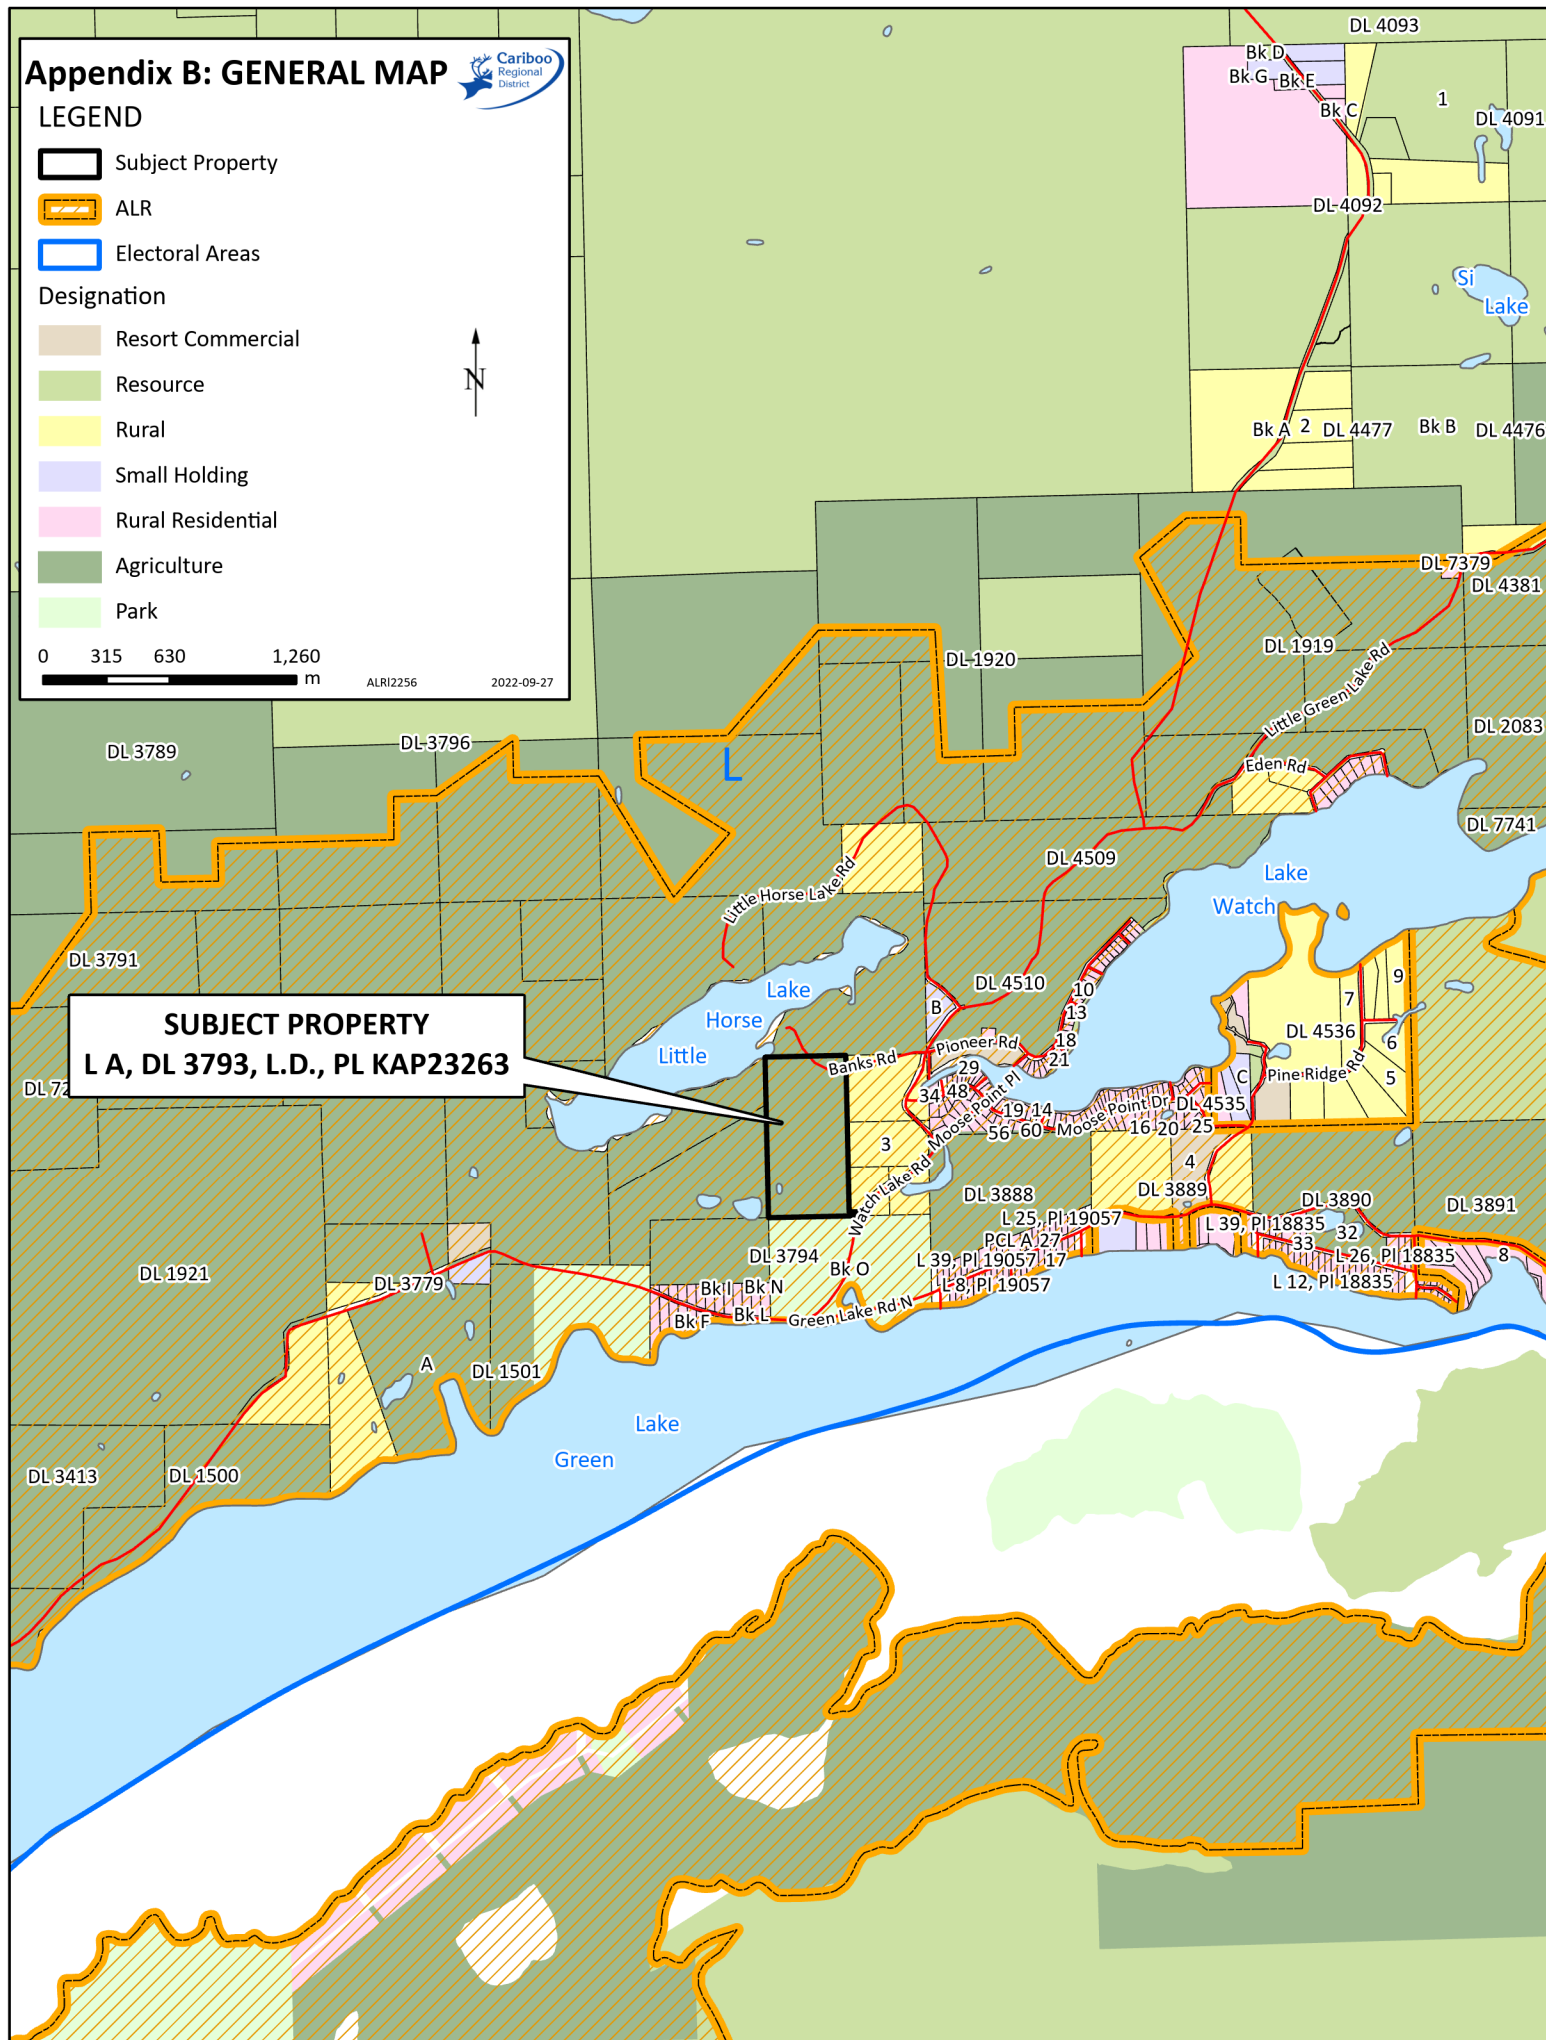 Appendix B: GENERAL MAP
Cariboo
Regional
District
LEGEND
Subject Property
ALR
Electoral Areas
Designation
Resort Commercial
Resource
Rural
Small Holding
Rural Residential
Agriculture
Park
N
0 315 630 1,260
m
ALRI2256 2022-09-27
DL 4093
Bk D
Bk G
Bk E
Bk C
1
DL 4091
DL 4092
Si
Lake
Bk A
2
DL 4477
Bk B
DL 4476
DL 7379
DL 4381
DL 1919
DL 1920
Little Green Lake Rd
DL 2083
DL 3789
DL 3796
L
Eden Rd
DL 7741
DL 4509
Lake
Watch
Little Horse Lake Rd
DL 3791
DL 4510
Lake
Horse
Little
B
10
13
18
21
9
7
DL 4536
6
5
Pine Ridge Rd
C
SUBJECT PROPERTY
L A, DL 3793, L.D., PL KAP23263
DL 72
Banks Rd
Pioneer Rd
29
34
48
19
14
Moose Point Pl
56
60
Moose Point Dr
DL 4535
16
20
25
3
4
Watch Lake Rd
DL 3888
DL 3889
DL 3890
DL 3891
L 25, Pl 19057
L 39, Pl 18835
32
PCL A
27
33
L 26, Pl 18835
8
DL 3794
L 39, Pl 19057
17
L 12, Pl 18835
Bk O
L 8, Pl 19057
DL 1921
DL 3779
Bk I
Bk N
Bk F
Bk L
Green Lake Rd N
A
DL 1501
Lake
Green
DL 3413
DL 1500